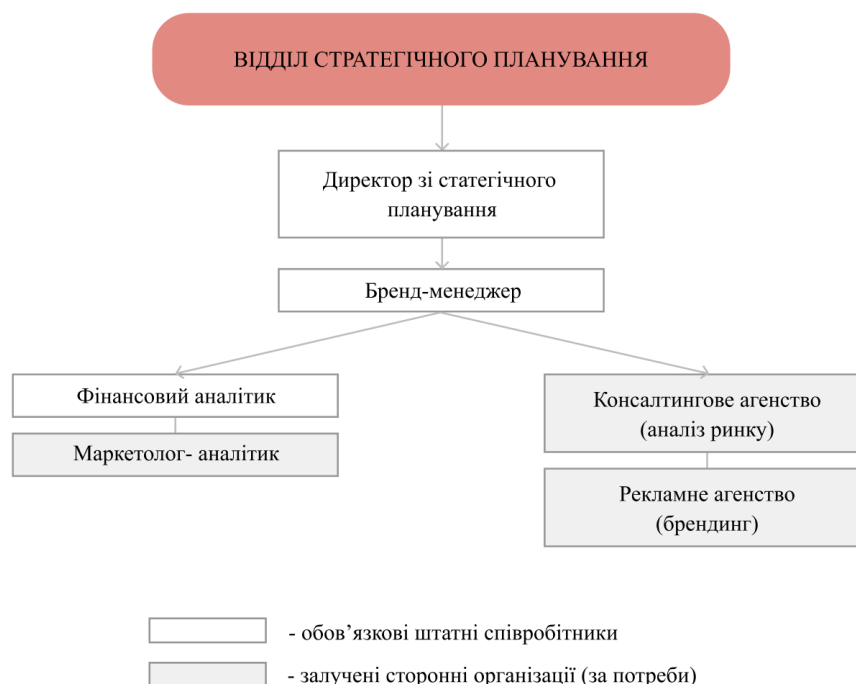 ВІДДІЛ СТРАТЕГІЧНОГО ПЛАНУВАННЯ
Директор зі статегічного
планування
Бренд-менеджер
Фінансовий аналітик
Маркетолог- аналітик
Консалтингове агенство
(аналіз ринку)
Рекламне агенство
(брендинг)
- обов’язкові штатні співробітники
- залучені сторонні організації (за потреби)